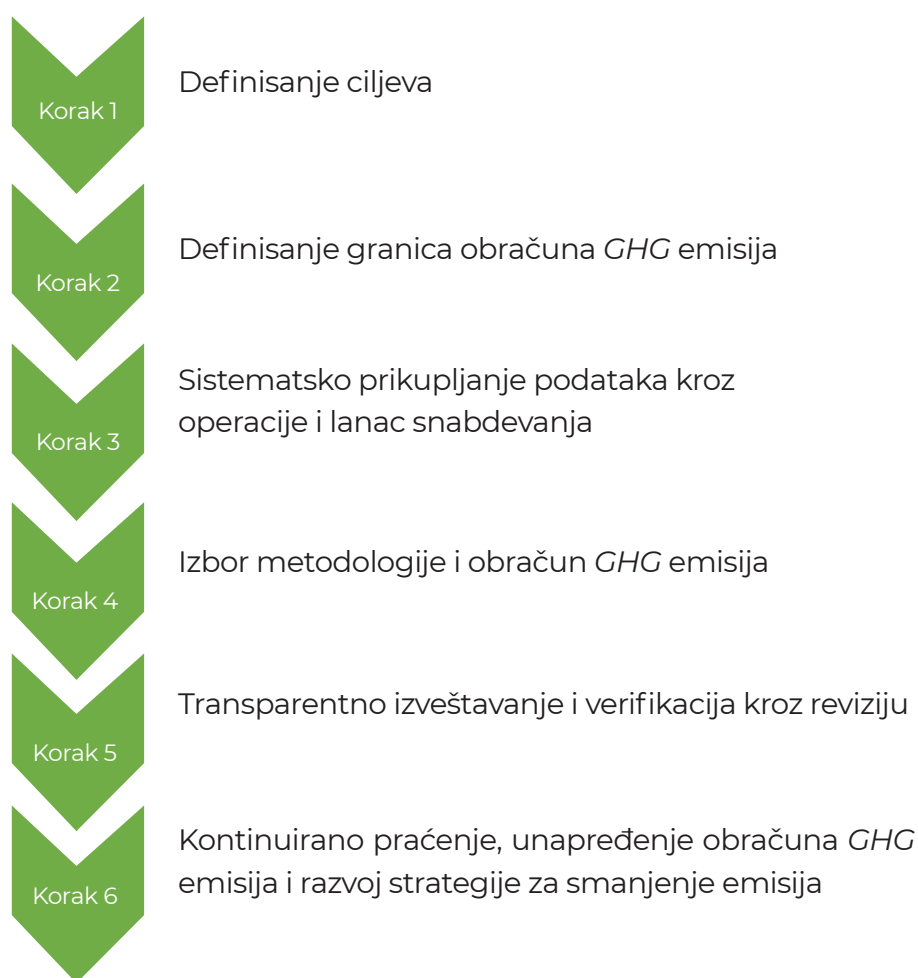 Korak 1
Definisanje ciljeva
Korak 2
Definisanje granica obračuna GHG emisija
Korak 3
Sistematsko prikupljanje podataka kroz
operacije i lanac snabdevanja
Korak 4
Izbor metodologije i obračun GHG emisija
Korak 5
Transparentno izveštavanje i verifikacija kroz reviziju
Korak 6
Kontinuirano praćenje, unapređenje obračuna GHG
emisija i razvoj strategije za smanjenje emisija